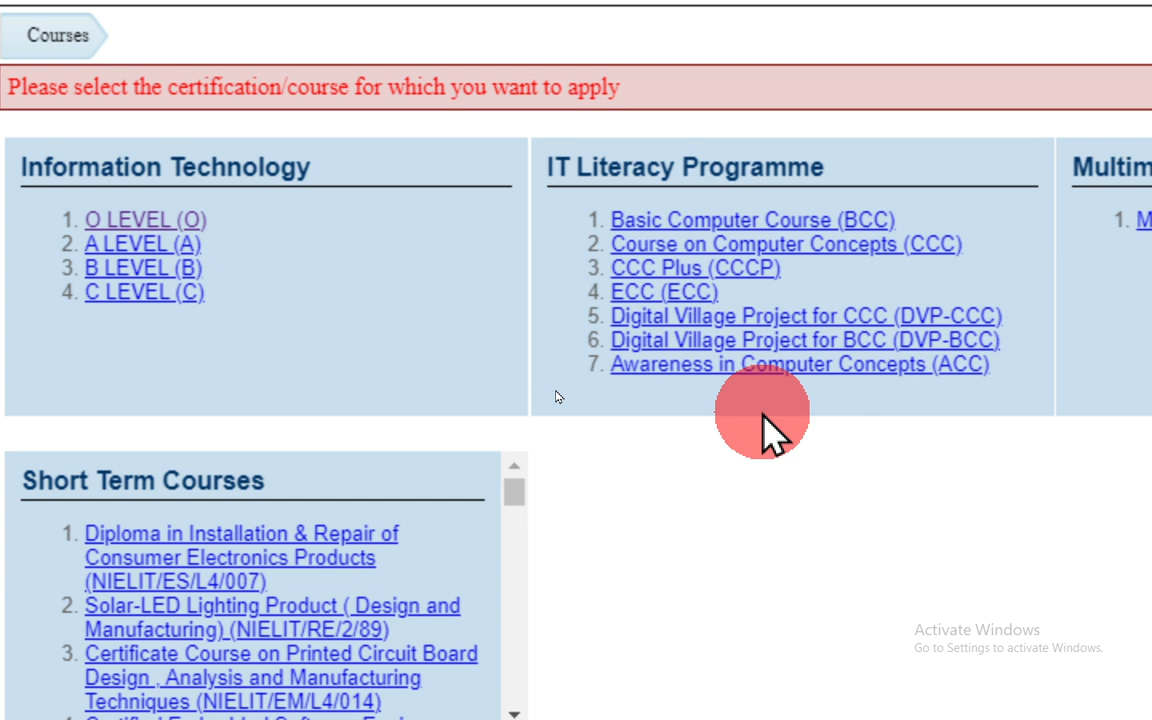 Courses
Please select the certification/course for which you want to apply
Information Technology
1. O LEVEL (O)
2. A LEVEL (A)
3. B LEVEL (B)
4. C LEVEL (C)
IT Literacy Programme
1. Basic Computer Course (BCC)
2. Course on Computer Concepts (CCC)
3. CCC Plus (CCCP)
4. ECC (ECC)
5. Digital Village Project for CCC (DVP-CCC)
6. Digital Village Project for BCC (DVP-BCC)
7. Awareness in Computer Concepts (ACC)
Multim
1. M
Short Term Courses
1. Diploma in Installation & Repair of
Consumer Electronics Products
(NIELIT/ES/L4/007)
2. Solar-LED Lighting Product ( Design and
Manufacturing) (NIELIT/RE/2/89)
3. Certificate Course on Printed Circuit Board
Design , Analysis and Manufacturing
Techniques (NIELIT/EM/L4/014)
Activate Windows
Go to Settings to activate Windows.